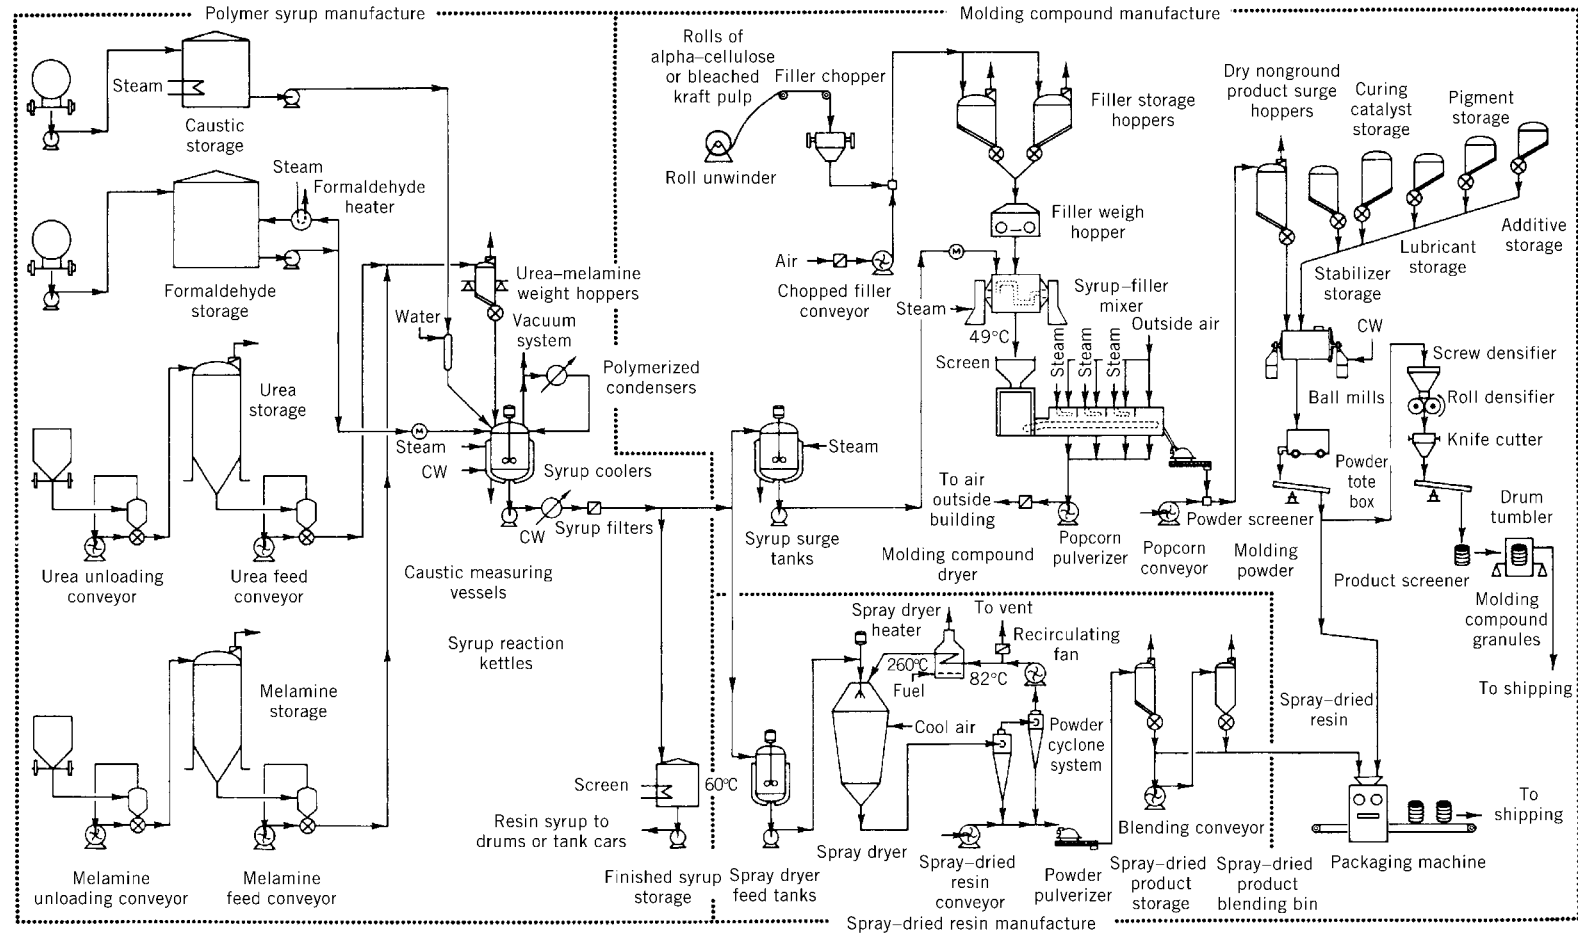 Polymer syrup manufacture
Molding compound manufacture
Steam
Caustic
storage
Steam
Formaldehyde
heater
Formaldehyde
storage
Urea–melamine
weight hoppers
Water
Vacuum
system
Polymerized
condensers
Urea
storage
Steam
CW
Syrup coolers
CW
Syrup filters
Urea unloading
conveyor
Urea feed
conveyor
Caustic measuring
vessels
Syrup reaction
kettles
Melamine
storage
Screen
60°C
Resin syrup to
drums or tank cars
Melamine
unloading conveyor
Melamine
feed conveyor
Finished syrup
storage
Rolls of
alpha–cellulose
or bleached
kraft pulp
Filler chopper
Roll unwinder
Filler storage
hoppers
Filler weigh
hopper
Air
Chopped filler
conveyor
Steam
Syrup–filler
mixer
49°C
Outside air
Screen
Steam
Steam
Steam
Steam
Syrup surge
tanks
To air
outside
building
Molding compound
dryer
Popcorn
pulverizer
Popcorn
conveyor
Powder screener
Molding
powder
Dry nonground
product surge
hoppers
Curing
catalyst
storage
Pigment
storage
Additive
storage
Lubricant
storage
Stabilizer
storage
CW
Ball mills
Screw densifier
Roll densifier
Knife cutter
Powder
tote
box
Drum
tumbler
Product screener
Molding
compound
granules
To shipping
Spray dryer
heater
To vent
Recirculating
fan
260°C
82°C
Fuel
Cool air
Powder
cyclone
system
Spray–dried
resin
Spray dryer
Spray dryer
feed tanks
Spray–dried
resin
conveyor
Powder
pulverizer
Blending conveyor
Spray–dried
product
storage
Spray–dried
product
blending bin
Packaging machine
To
shipping
Spray–dried resin manufacture
M
M